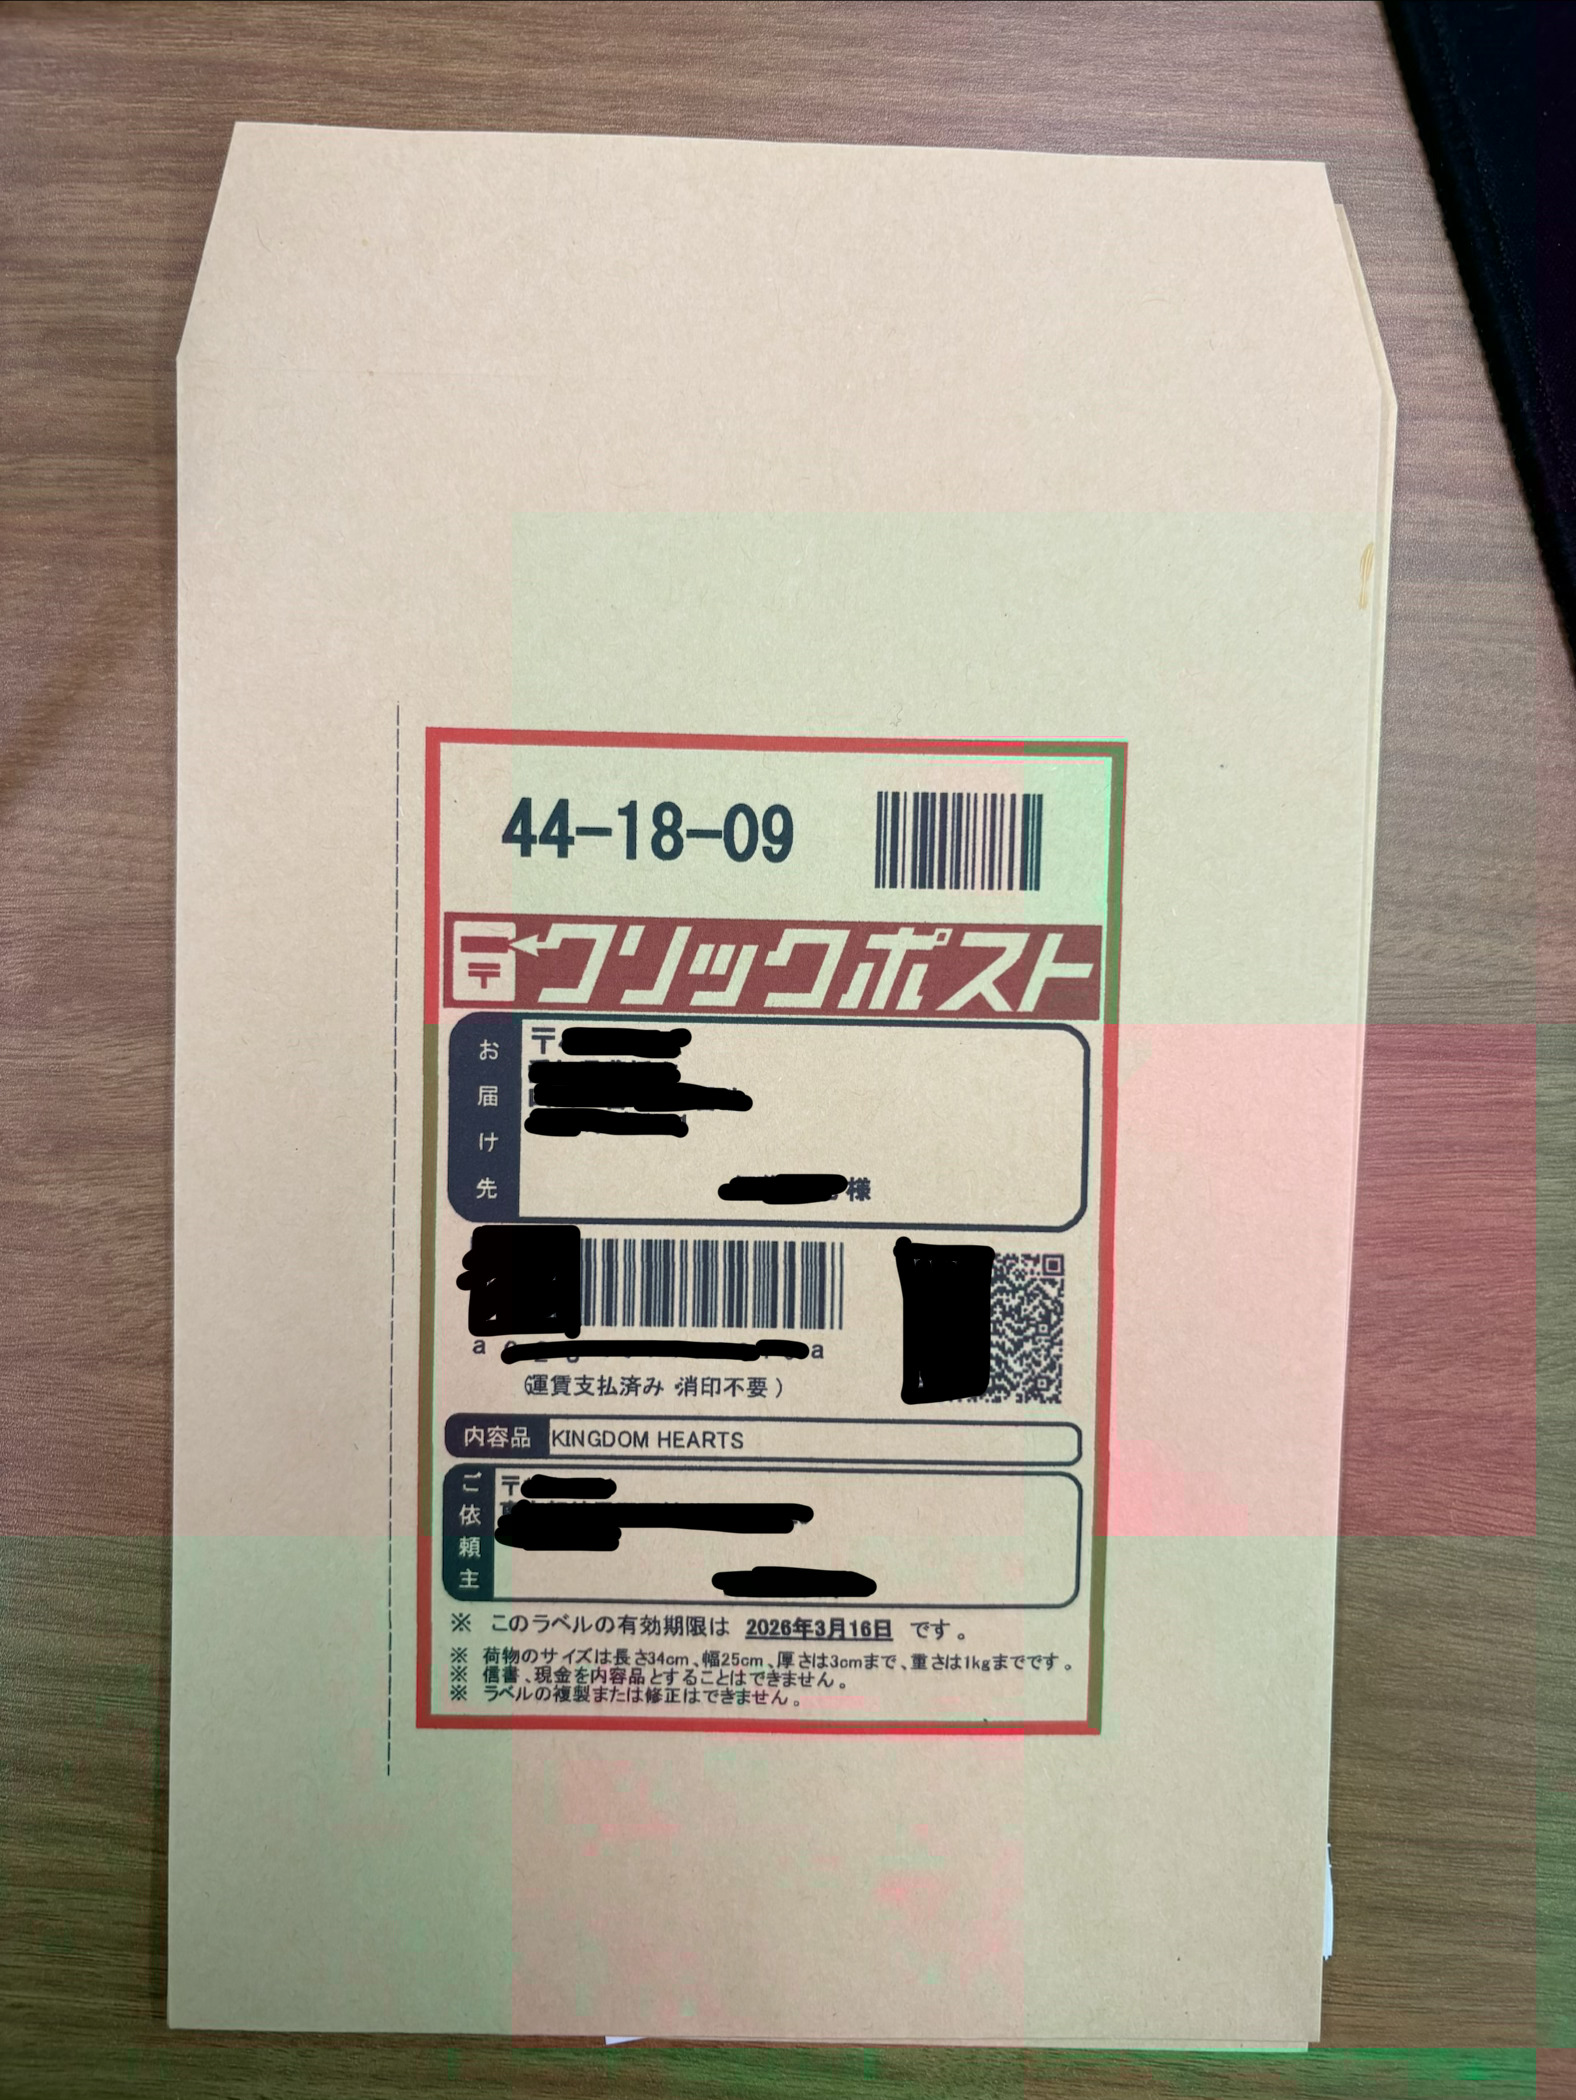 44-18-09
クリックポスト
お届け先
〒
様
a a
(運賃支払済み・消印不要)
内容品 KINGDOM HEARTS
ご依頼主
〒
※ このラベルの有効期限は 2026年3月16日 です。
※ 荷物のサイズは長さ34cm、幅25cm、厚さは3cmまで、重さは1kgまでです。
※ 信書、現金を内容品とすることはできません。
※ ラベルの複製または修正はできません。